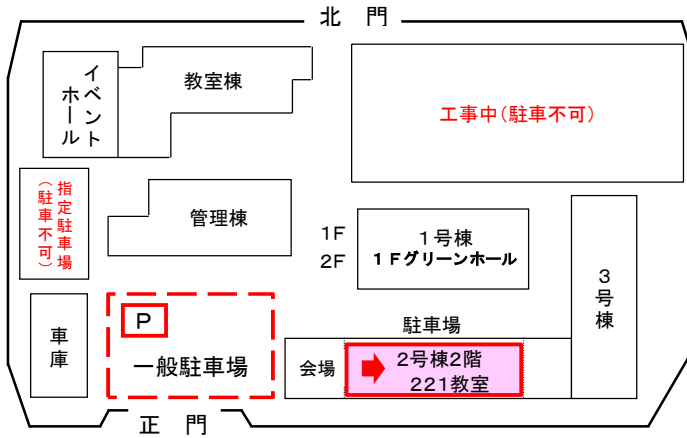 北 門
イベント
ホール
教室棟
工事中(駐車不可)
指定駐車場
(駐車不可)
管理棟
1F
2F
1号棟
1Fグリーンホール
3号棟
車庫
P
一般駐車場
駐車場
会場
2号棟2階
221教室
正 門